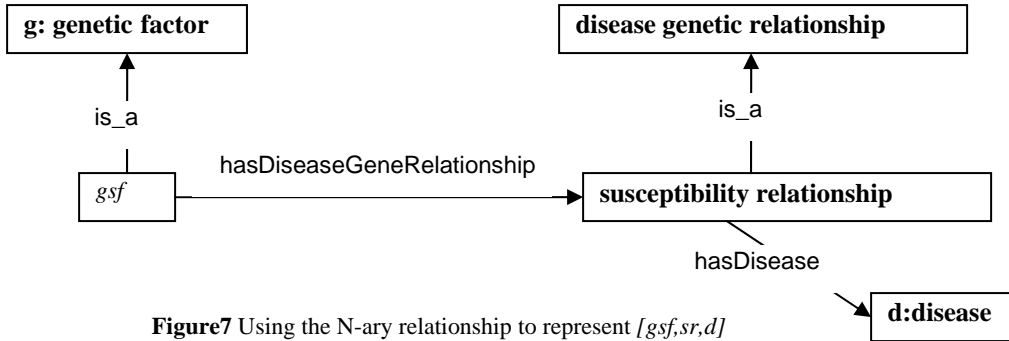 g: genetic factor
disease genetic relationship
is_a
is_a
hasDiseaseGeneRelationship
gsf
susceptibility relationship
hasDisease
d:disease
Figure7 Using the N-ary relationship to represent [gsf,sr,d]